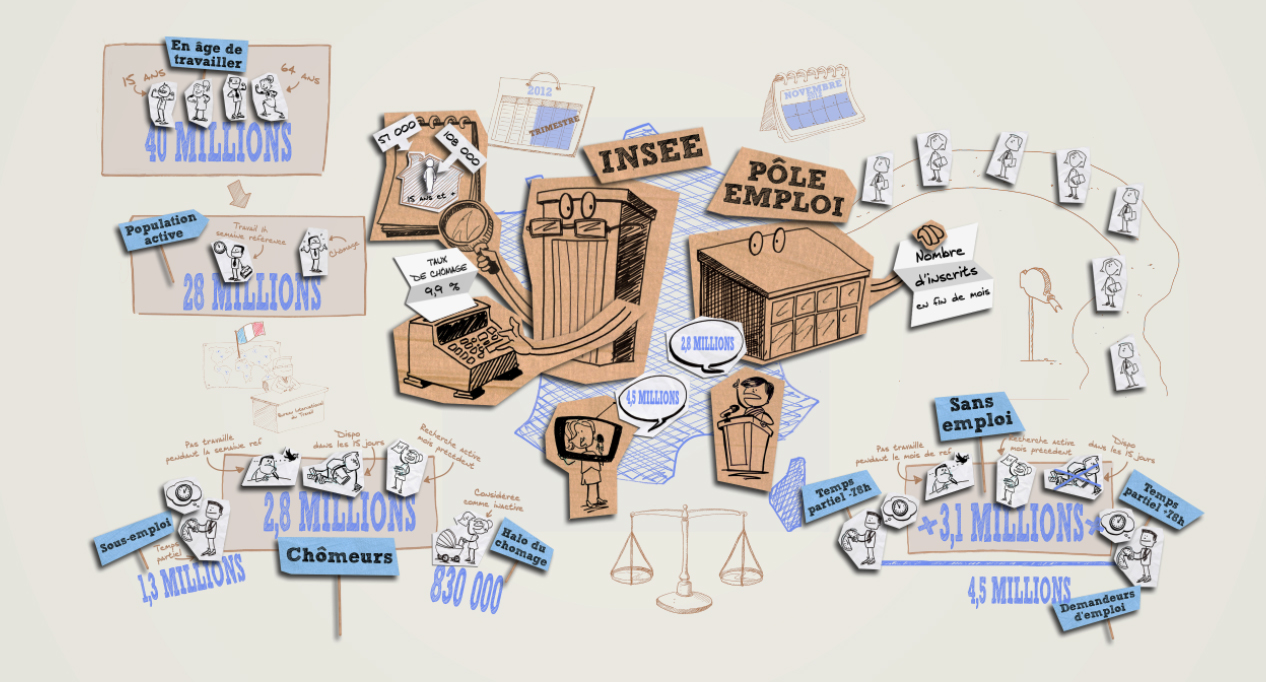 En âge de
travailler
15 ANS
64 ANS
40 MILLIONS
Population
active
Travail à
semaine référence
chômage
28 MILLIONS
Bureau International
du Travail
2012
TRIMESTRE
NOVEMBRE
57 000
108 000
15 ans et +
INSEE
PÔLE
EMPLOI
TAUX
DE CHÔMAGE
9,9 %
Nombre
d'inscrits
en fin de mois
2,8 MILLIONS
4,5 MILLIONS
Pas travaillé
pendant la semaine ref
Dispo
dans les 15 jours
Recherche active
mois précédent
2,8 MILLIONS
Considérée
comme inactive
Sous-emploi
Temps
partiel
1,3 MILLIONS
Chômeurs
Halo du
chomage
830 000
Sans
emploi
Pas travaillé
pendant le mois de ref
Recherche active
mois précédent
Dispo
dans les 15 jours
Temps
partiel -78h
Temps
partiel +78h
+3,1 MILLIONS+
4,5 MILLIONS
Demandeurs
d'emploi